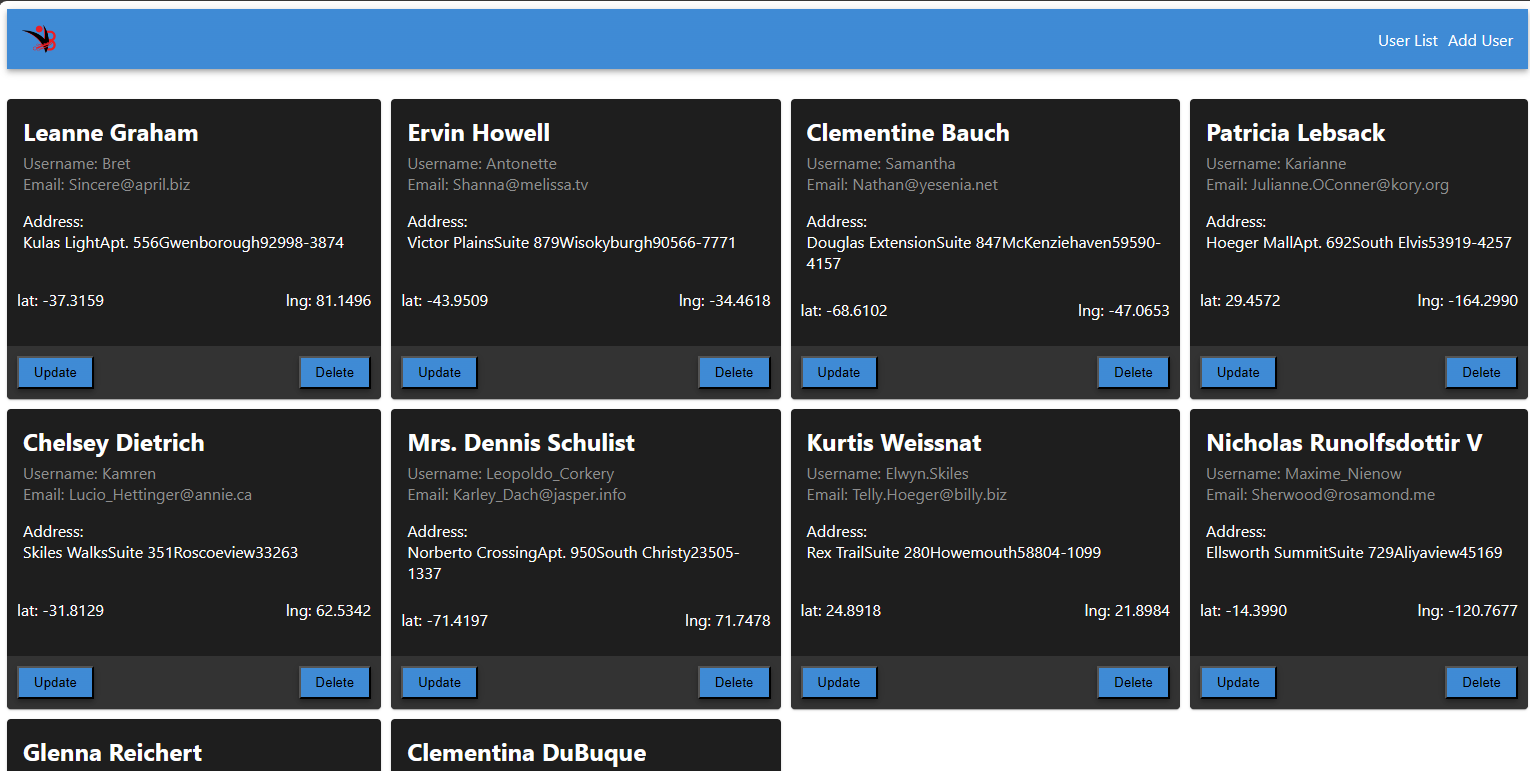 User List Add User
Leanne Graham
Username: Bret
Email: Sincere@april.biz
Address:
Kulas LightApt. 556Gwenborough92998-3874
lat: -37.3159 lng: 81.1496
Update Delete
Ervin Howell
Username: Antonette
Email: Shanna@melissa.tv
Address:
Victor PlainsSuite 879Wisokyburgh90566-7771
lat: -43.9509 lng: -34.4618
Update Delete
Clementine Bauch
Username: Samantha
Email: Nathan@yesenia.net
Address:
Douglas ExtensionSuite 847McKenziehaven59590-
4157
lat: -68.6102 lng: -47.0653
Update Delete
Patricia Lebsack
Username: Karianne
Email: Julianne.OConner@kory.org
Address:
Hoeger MallApt. 692South Elvis53919-4257
lat: 29.4572 lng: -164.2990
Update Delete
Chelsey Dietrich
Username: Kamren
Email: Lucio_Hettinger@annie.ca
Address:
Skiles WalksSuite 351Roscoeview33263
lat: -31.8129 lng: 62.5342
Update Delete
Mrs. Dennis Schulist
Username: Leopoldo_Corkery
Email: Karley_Dach@jasper.info
Address:
Norberto CrossingApt. 950South Christy23505-
1337
lat: -71.4197 lng: 71.7478
Update Delete
Kurtis Weissnat
Username: Elwyn.Skiles
Email: Telly.Hoeger@billy.biz
Address:
Rex TrailSuite 280Howemouth58804-1099
lat: 24.8918 lng: 21.8984
Update Delete
Nicholas Runolfsdottir V
Username: Maxime_Nienow
Email: Sherwood@rosamond.me
Address:
Ellsworth SummitSuite 729Aliyaview45169
lat: -14.3990 lng: -120.7677
Update Delete
Glenna Reichert
Clementina DuBuque